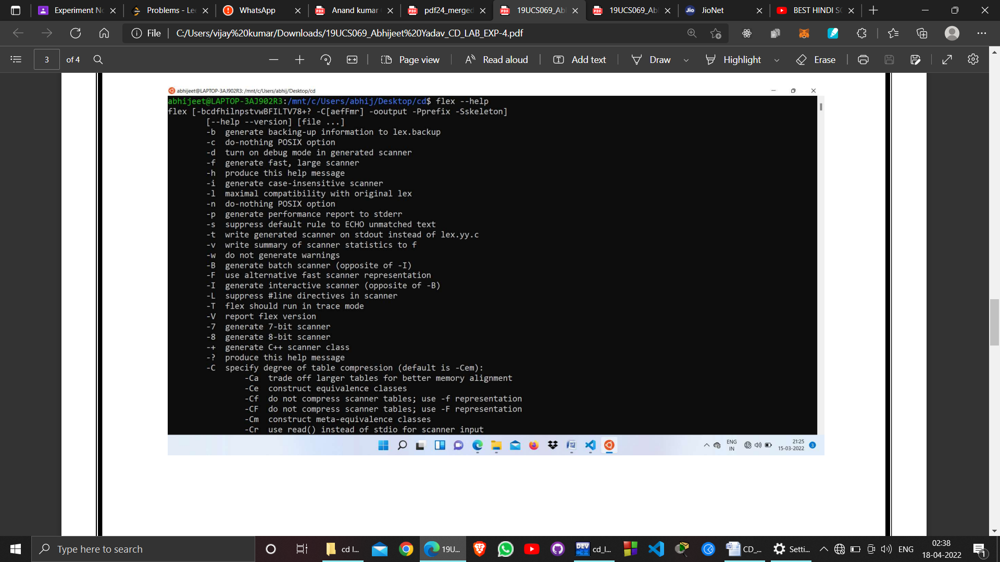 Experiment No
Problems - Le
WhatsApp
Anand kumar
pdf24_merged
19UCS069_Ab
19UCS069_Ab
Jio
JioNet
BEST HINDI SO
File
C:/Users/vijay%20kumar/Downloads/19UCS069_Abhijeet%20Yadav_CD_LAB_EXP-4.pdf
3 of 4
Page view
Read aloud
Add text
Draw
Highlight
Erase
abhijeet@LAPTOP-3AJ902R3: /mnt/c/Users/abhij/Desktop/cd
abhijeet@LAPTOP-3AJ902R3:/mnt/c/Users/abhij/Desktop/cd$ flex --help
flex [-bcdfhilnpstvwBFILTV78+? -C[aefFmr] -ooutput -Pprefix -Sskeleton]
[--help --version] [file ...]
-b generate backing-up information to lex.backup
-c do-nothing POSIX option
-d turn on debug mode in generated scanner
-f generate fast, large scanner
-h produce this help message
-i generate case-insensitive scanner
-l maximal compatibility with original lex
-n do-nothing POSIX option
-p generate performance report to stderr
-s suppress default rule to ECHO unmatched text
-t write generated scanner on stdout instead of lex.yy.c
-v write summary of scanner statistics to f
-w do not generate warnings
-B generate batch scanner (opposite of -I)
-F use alternative fast scanner representation
-I generate interactive scanner (opposite of -B)
-L suppress #line directives in scanner
-T flex should run in trace mode
-V report flex version
-7 generate 7-bit scanner
-8 generate 8-bit scanner
-+ generate C++ scanner class
-? produce this help message
-C specify degree of table compression (default is -Cem):
-Ca trade off larger tables for better memory alignment
-Ce construct equivalence classes
-Cf do not compress scanner tables; use -f representation
-CF do not compress scanner tables; use -F representation
-Cm construct meta-equivalence classes
-Cr use read() instead of stdio for scanner input
ENG
IN
21:25
15-03-2022
3
Type here to search
cd l...
19U...
DEV
cd_l...
CD_...
Setti...
ENG
02:38
18-04-2022
1